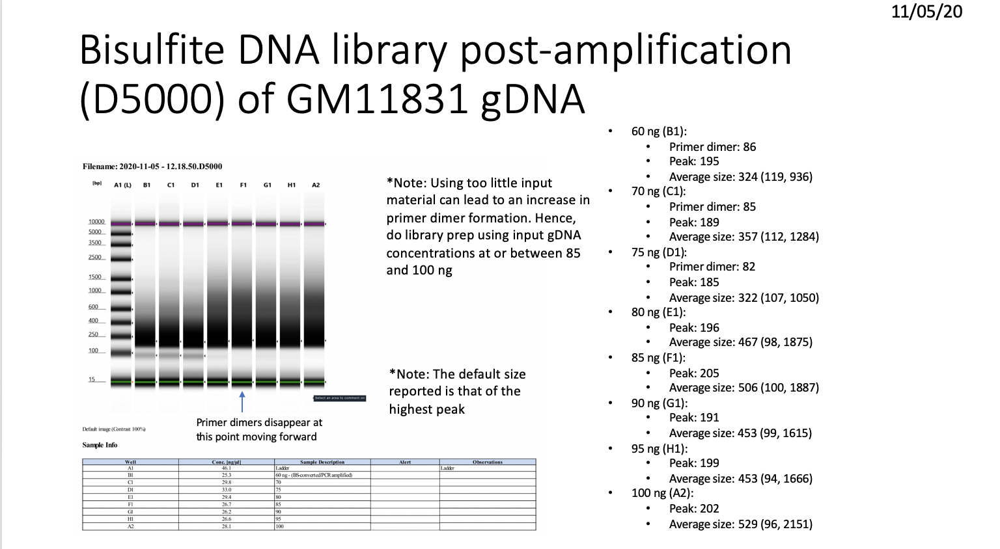 11/05/20
Bisulfite DNA library post-amplification
(D5000) of GM11831 gDNA
Filename: 2020-11-05 - 12.18.50.D5000
[bp] A1 (L) B1 C1 D1 E1 F1 G1 H1 A2
10000
5000
3500
2500
1500
1000
600
400
250
100
15
Select an area to comment on
Primer dimers disappear at
this point moving forward
Default image (Contrast 100%)
*Note: Using too little input
material can lead to an increase in
primer dimer formation. Hence,
do library prep using input gDNA
concentrations at or between 85
and 100 ng
*Note: The default size
reported is that of the
highest peak
• 60 ng (B1):
• Primer dimer: 86
• Peak: 195
• Average size: 324 (119, 936)
• 70 ng (C1):
• Primer dimer: 85
• Peak: 189
• Average size: 357 (112, 1284)
• 75 ng (D1):
• Primer dimer: 82
• Peak: 185
• Average size: 322 (107, 1050)
• 80 ng (E1):
• Peak: 196
• Average size: 467 (98, 1875)
• 85 ng (F1):
• Peak: 205
• Average size: 506 (100, 1887)
• 90 ng (G1):
• Peak: 191
• Average size: 453 (99, 1615)
• 95 ng (H1):
• Peak: 199
• Average size: 453 (94, 1666)
• 100 ng (A2):
• Peak: 202
• Average size: 529 (96, 2151)
Sample Info
Well Conc. [ng/µl] Sample Description Alert Observations
A1 46.1 Ladder Ladder
B1 25.3 60 ng - (BS-converted/PCR amplified)
C1 29.8 70
D1 33.0 75
E1 29.4 80
F1 26.7 85
G1 26.2 90
H1 26.6 95
A2 28.1 100